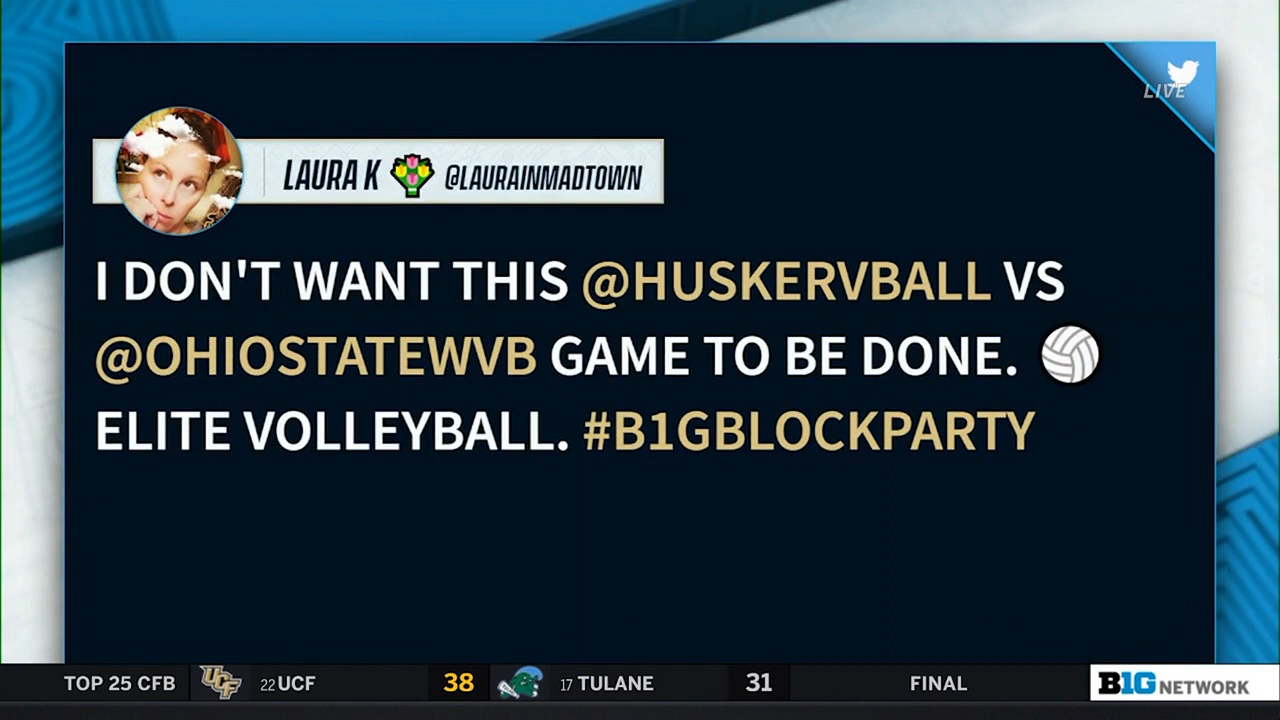 LIVE
LAURA K @LAURAINMADTOWN
I DON'T WANT THIS @HUSKERVBALL VS
@OHIOSTATEWVB GAME TO BE DONE.
ELITE VOLLEYBALL. #B1GBLOCKPARTY
TOP 25 CFB UCF 22 UCF 38 17 TULANE 31 FINAL B1G NETWORK